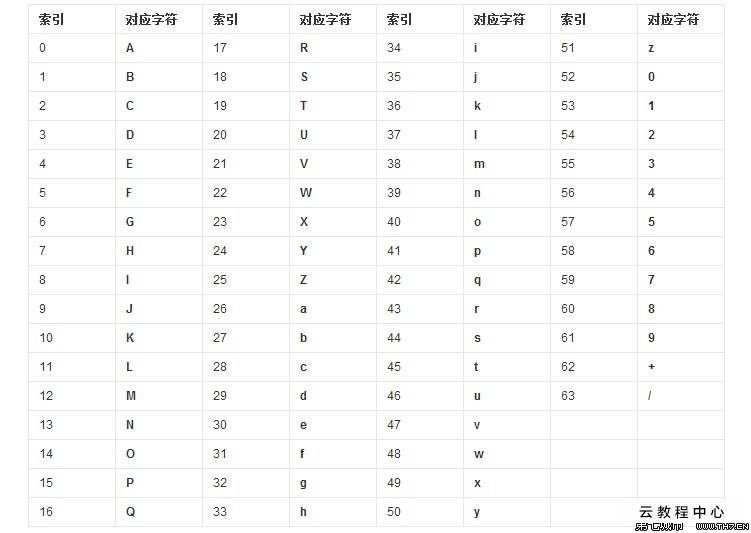 索引 对应字符 索引 对应字符 索引 对应字符 索引 对应字符
0 A 17 R 34 i 51 z
1 B 18 S 35 j 52 0
2 C 19 T 36 k 53 1
3 D 20 U 37 l 54 2
4 E 21 V 38 m 55 3
5 F 22 W 39 n 56 4
6 G 23 X 40 o 57 5
7 H 24 Y 41 p 58 6
8 I 25 Z 42 q 59 7
9 J 26 a 43 r 60 8
10 K 27 b 44 s 61 9
11 L 28 c 45 t 62 +
12 M 29 d 46 u 63 /
13 N 30 e 47 v
14 O 31 f 48 w
15 P 32 g 49 x
16 Q 33 h 50 y
云教程中心
WWW.TH7.CN